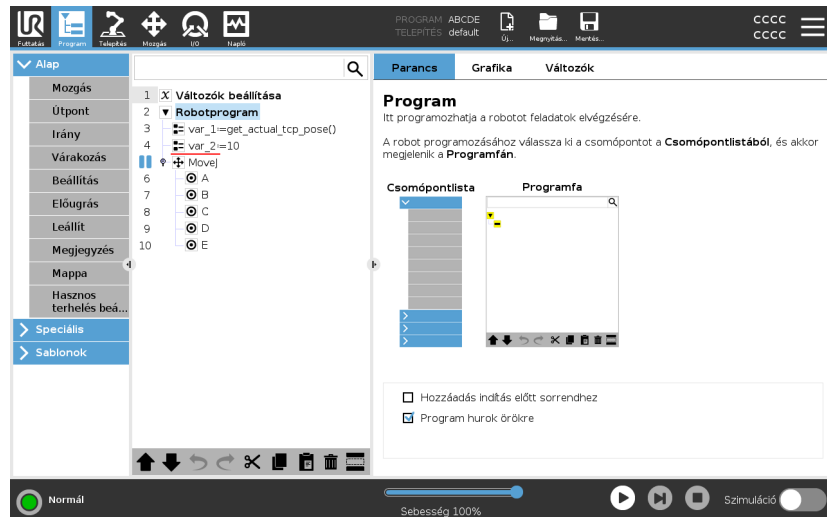 Futtatás Program Telepítés Mozgás I/O Napló
PROGRAM ABCDE
TELEPÍTÉS default
Új... Megnyitás... Mentés...
CCCC
CCCC
Alap
Mozgás
Útpont
Irány
Várakozás
Beállítás
Előugrás
Leállít
Megjegyzés
Mappa
Hasznos
terhelés beá...
Speciális
Sablonok
1 X Változók beállítása
2 Robotprogram
3 var_1:=get_actual_tcp_pose()
4 var_2:=10
MoveJ
6 A
7 B
8 C
9 D
10 E
Parancs Grafika Változók
Program
Itt programozhatja a robotot feladatok elvégzésére.
A robot programozásához válassza ki a csomópontot a Csomópontlistából, és akkor
megjelenik a Programfán.
Csomópontlista Programfa
Hozzáadás indítás előtt sorrendhez
Program hurok örökre
Normál
Sebesség 100%
Szimuláció